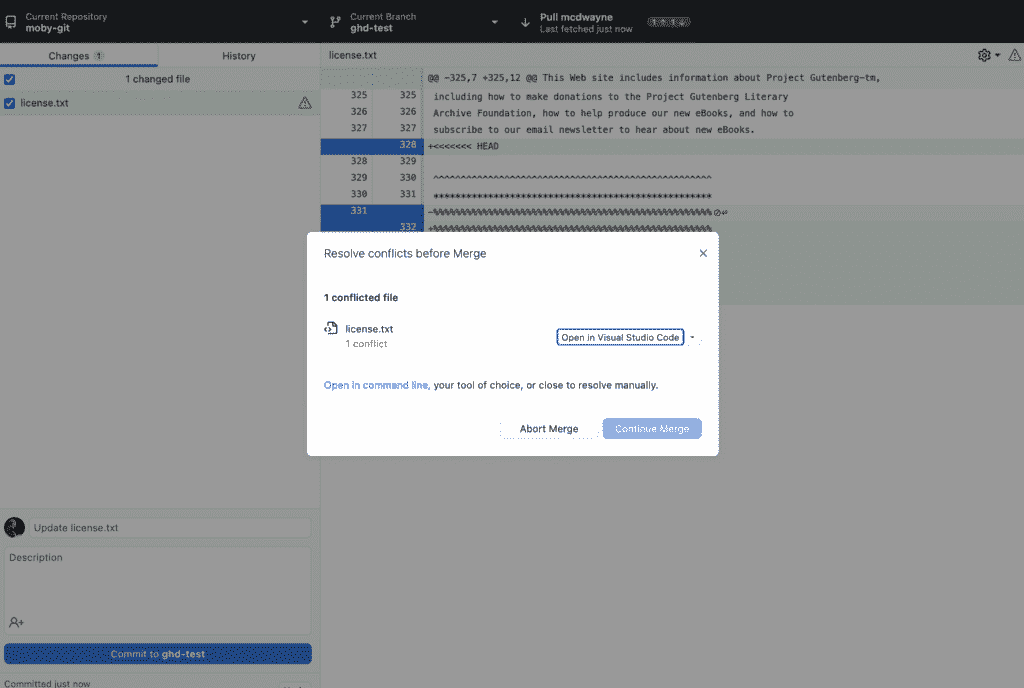 Current Repository
moby-git
Current Branch
ghd-test
Pull mcdwayne
Last fetched just now
Changes 1
History
license.txt
1 changed file
license.txt
@@ -325,7 +325,12 @@ This Web site includes information about Project Gutenberg-tm,
325 325 including how to make donations to the Project Gutenberg Literary
326 326 Archive Foundation, how to help produce our new eBooks, and how to
327 327 subscribe to our email newsletter to hear about new eBooks.
328 +<<<<<<< HEAD
328 329
329 330 ^^^^^^^^^^^^^^^^^^^^^^^^^^^^^^^^^^^^^^^^^^^^^^^^^^^^
330 331 ****************************************************
331 -%%%%%%%%%%%%%%%%%%%%%%%%%%%%%%%%%%%%%%%%%%%%%%%%%%%%
332 +%%%%%%%%%%%%%%%%%%%%%%%%%%%%%%%%%%%%%%%%%%%%%%%%%%%%
Resolve conflicts before Merge
1 conflicted file
license.txt
1 conflict
Open in Visual Studio Code
Open in command line, your tool of choice, or close to resolve manually.
Abort Merge
Continue Merge
Update license.txt
Description
Commit to ghd-test
Committed just now